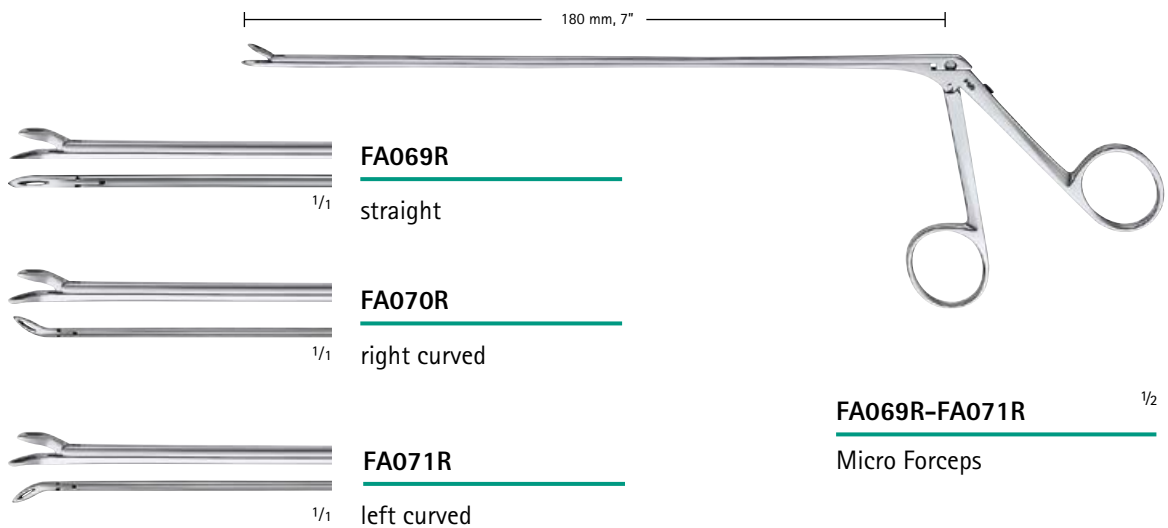 180 mm, 7”
FA069R
1/1
straight
FA070R
1/1
right curved
FA071R
1/1
left curved
1/2
FA069R-FA071R
Micro Forceps